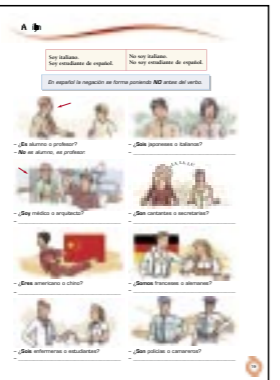 Soy italiano.
Soy estudiante de español.
No soy italiano.
No soy estudiante de español.
En español la negación se forma poniendo NO antes del verbo.
– ¿Es alumno o profesor?
– No es alumno, es profesor.
– ¿Sois japoneses o italianos?
–
– ¿Soy médico o arquitecto?
–
– ¿Son cantantes o secretarias?
–
– ¿Eres americano o chino?
–
– ¿Somos franceses o alemanes?
–
– ¿Sois enfermeras o estudiantes?
–
– ¿Son policías o camareros?
–